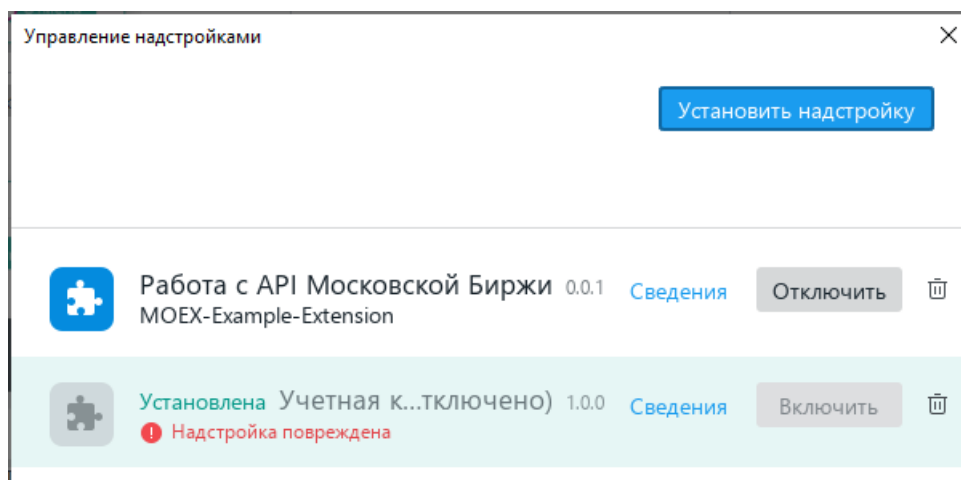 Управление надстройками
Установить надстройку
Работа с API Московской Биржи 0.0.1 Сведения Отключить
MOEX-Example-Extension
Установлена Учетная к...тключено) 1.0.0 Сведения Включить
Надстройка повреждена